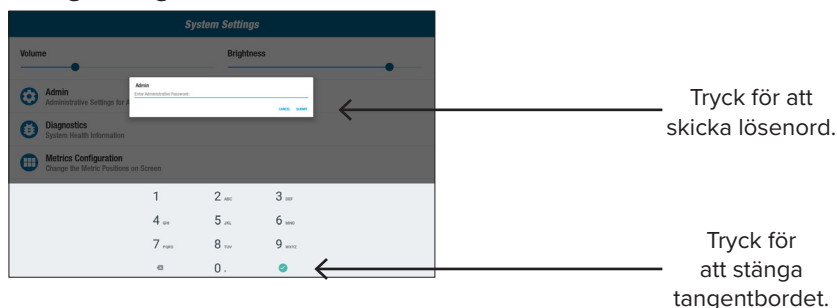 System Settings
Volume
Brightness
Admin
Enter Administrative Password
CANCEL SUBMIT
Admin
Administrative Settings for A
Diagnostics
System Health Information
Metrics Configuration
Change the Metric Positions on Screen
1 2 ABC 3 DEF
4 GHI 5 JKL 6 MNO
7 PQRS 8 TUV 9 WXYZ
0 .
Tryck för att
skicka lösenord.
Tryck för
att stänga
tangentbordet.